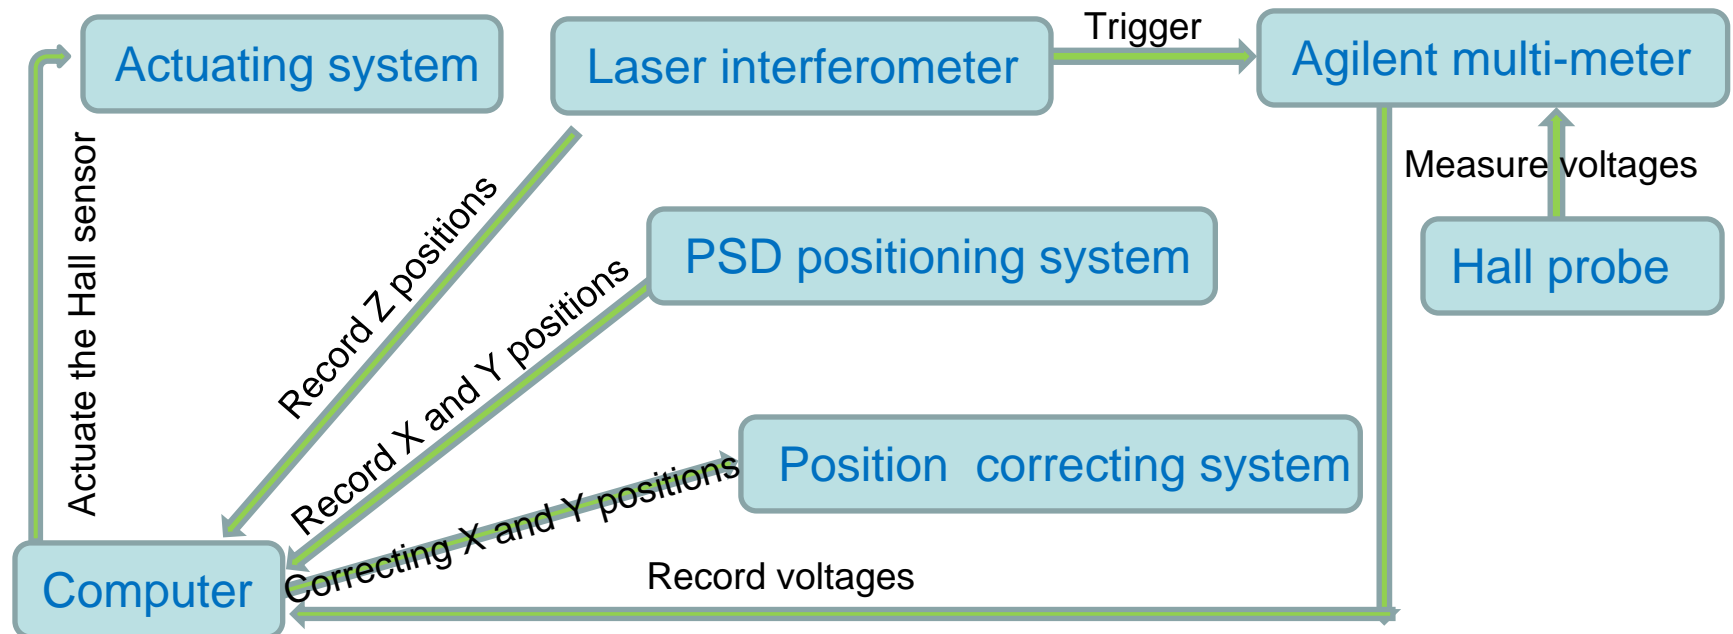 Trigger
Actuating system
Laser interferometer
Agilent multi-meter
Actuate the Hall sensor
Measure voltages
Record Z positions
PSD positioning system
Hall probe
Record X and Y positions
Position correcting system
Correcting X and Y positions
Computer
Record voltages